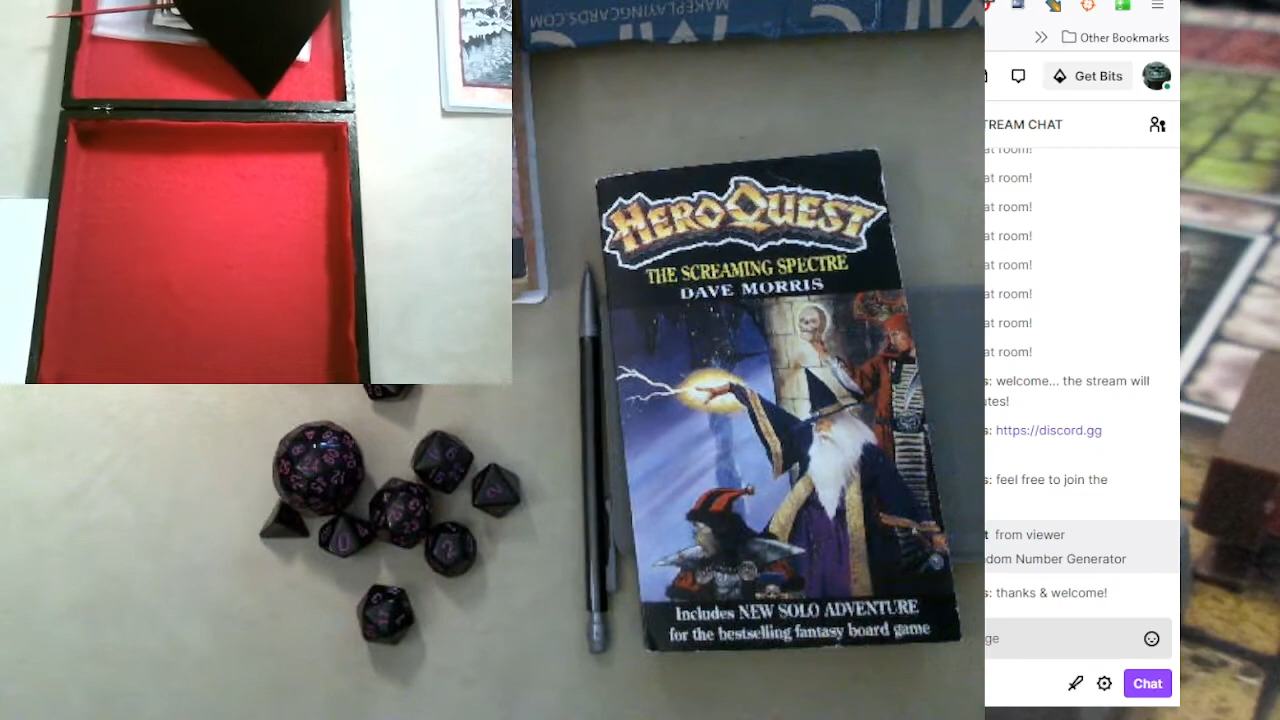 MAKEPLAYINGCARDS.COM
HEROQUEST
THE SCREAMING SPECTRE
DAVE MORRIS
Includes NEW SOLO ADVENTURE
for the bestselling fantasy board game
Other Bookmarks
Get Bits
TREAM CHAT
at room!
at room!
at room!
at room!
at room!
at room!
at room!
at room!
s: welcome... the stream will
ates!
s: https://discord.gg
s: feel free to join the
t from viewer
dom Number Generator
s: thanks & welcome!
ge
Chat